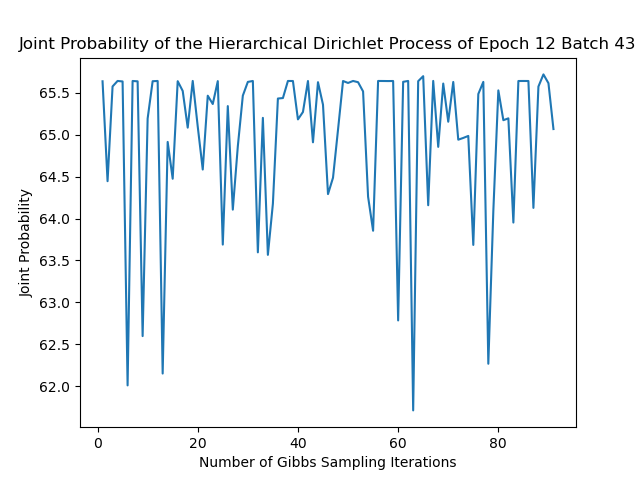 Joint Probability of the Hierarchical Dirichlet Process of Epoch 12 Batch 43
65.5
65.0
64.5
64.0
63.5
63.0
62.5
62.0
Joint Probability
0 20 40 60 80
Number of Gibbs Sampling Iterations